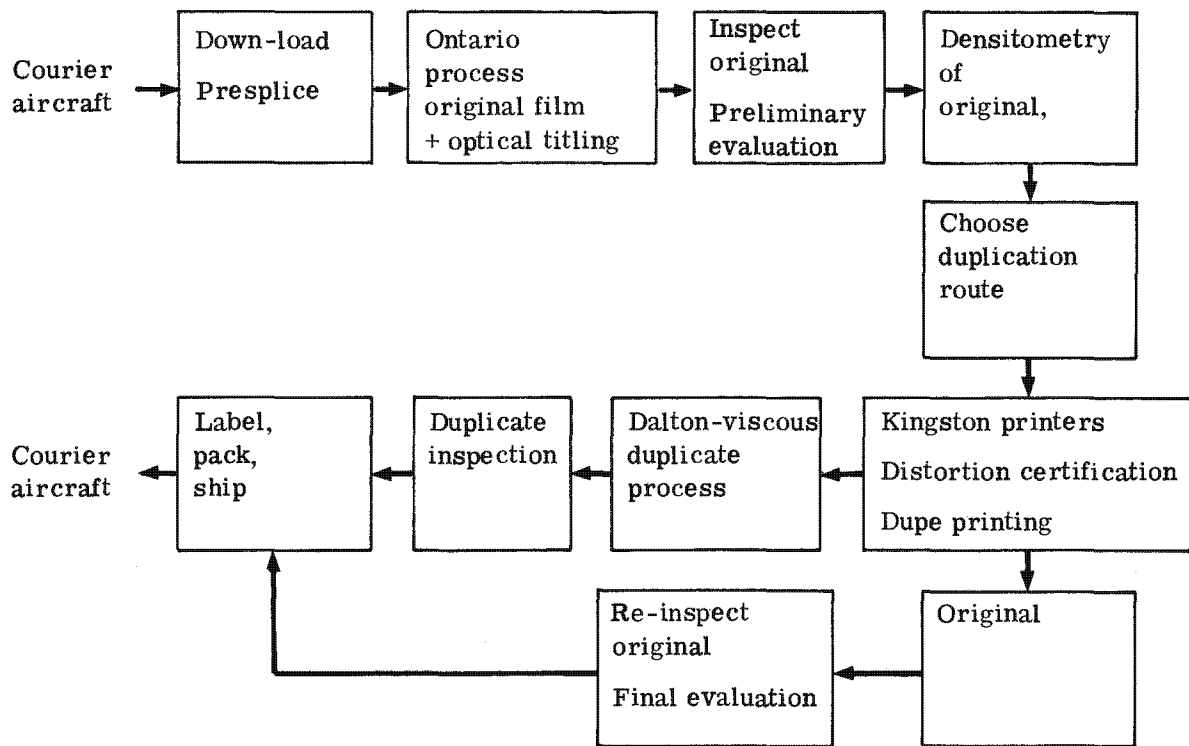 Courier
aircraft
Down-load
Presplice
Ontario
process
original film
+ optical titling
Inspect
original
Preliminary
evaluation
Densitometry
of
original,
Choose
duplication
route
Kingston printers
Distortion certification
Dupe printing
Dalton-viscous
duplicate
process
Duplicate
inspection
Label,
pack,
ship
Courier
aircraft
Original
Re-inspect
original
Final evaluation